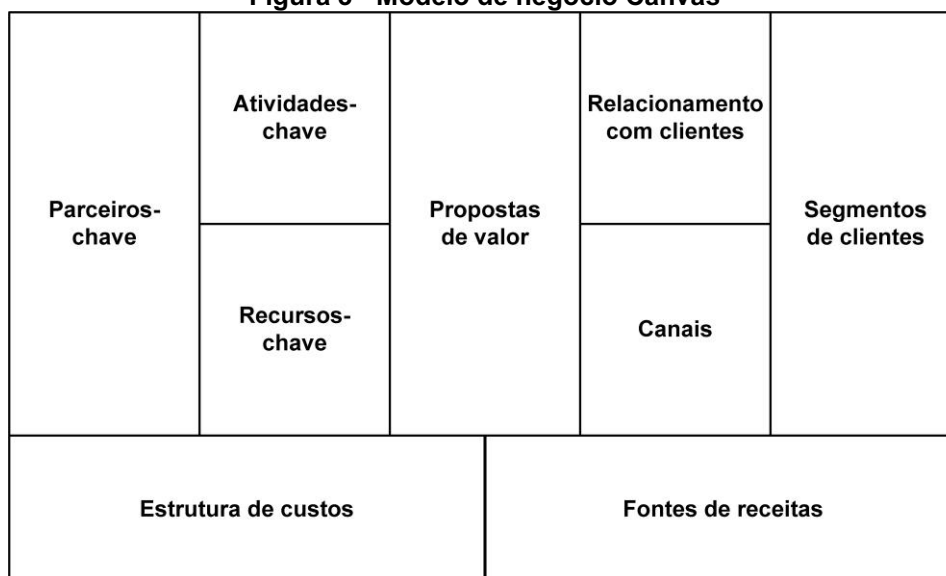 Figura 3 - Modelo de negócio Canvas
Parceiros-
chave
Atividades-
chave
Recursos-
chave
Propostas
de valor
Relacionamento
com clientes
Canais
Segmentos
de clientes
Estrutura de custos
Fontes de receitas